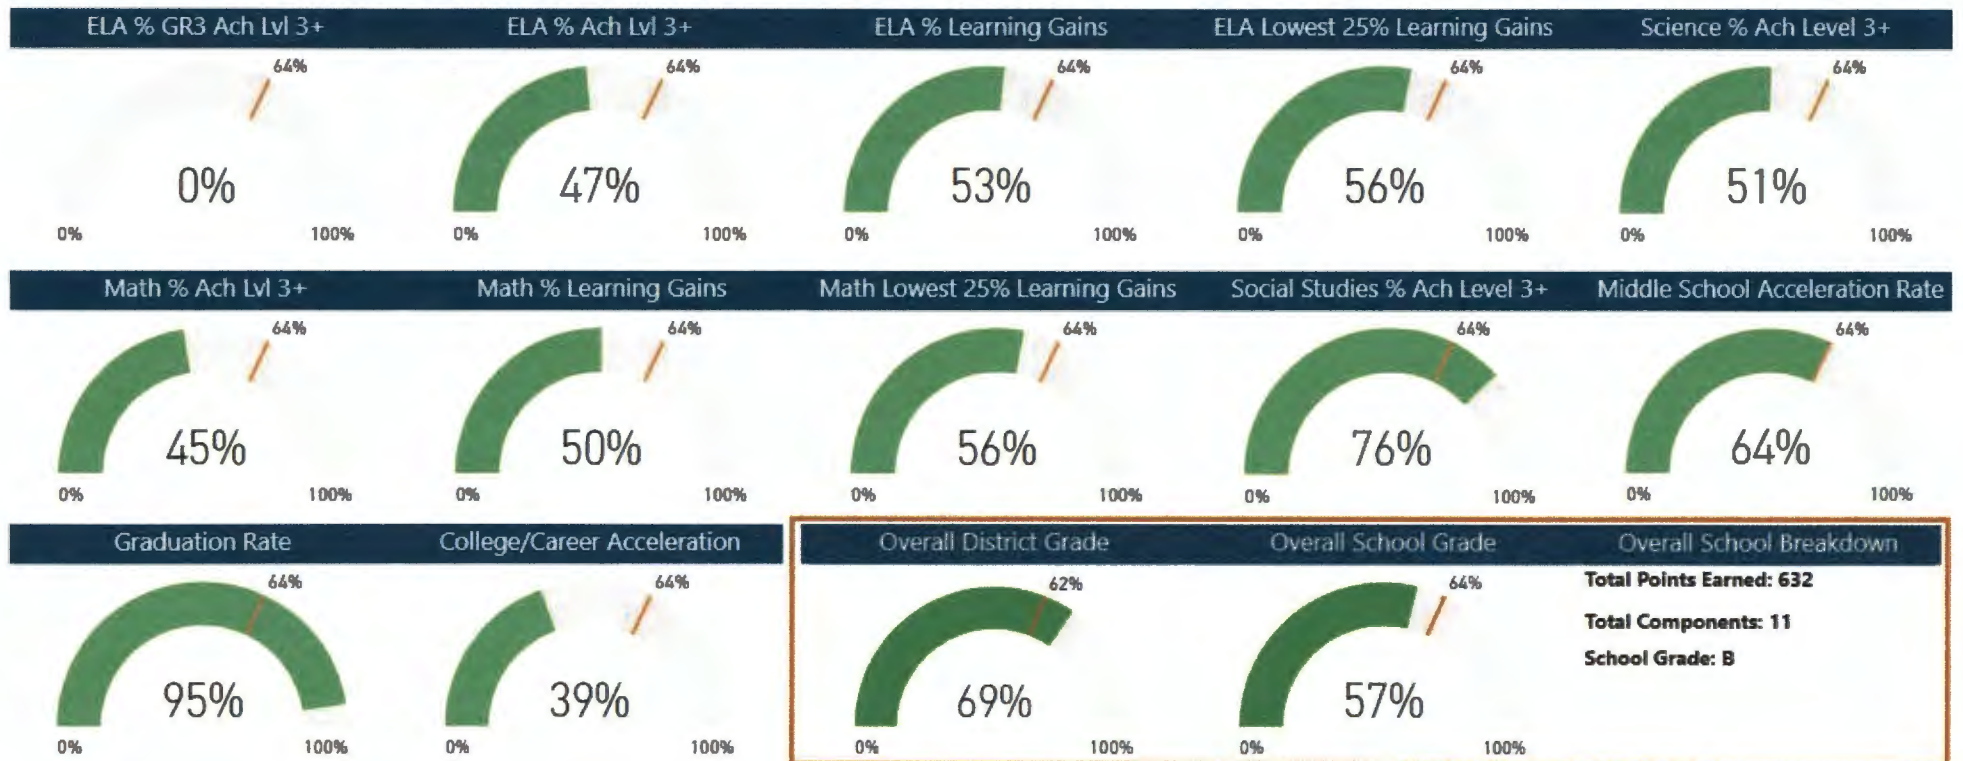 ELA % GR3 Ach Lvl 3+ ELA % Ach Lvl 3+ ELA % Learning Gains ELA Lowest 25% Learning Gains Science % Ach Level 3+
64% 64% 64% 64% 64%
0% 47% 53% 56% 51%
0% 100% 0% 100% 0% 100% 0% 100% 0% 100%
Math % Ach Lvl 3+ Math % Learning Gains Math Lowest 25% Learning Gains Social Studies % Ach Level 3+ Middle School Acceleration Rate
64% 64% 64% 64% 64%
45% 50% 56% 76% 64%
0% 100% 0% 100% 0% 100% 0% 100% 0% 100%
Graduation Rate College/Career Acceleration Overall District Grade Overall School Grade Overall School Breakdown
64% 64% 62% 64% Total Points Earned: 632
Total Components: 11
School Grade: B
95% 39% 69% 57%
0% 100% 0% 100% 0% 100% 0% 100%